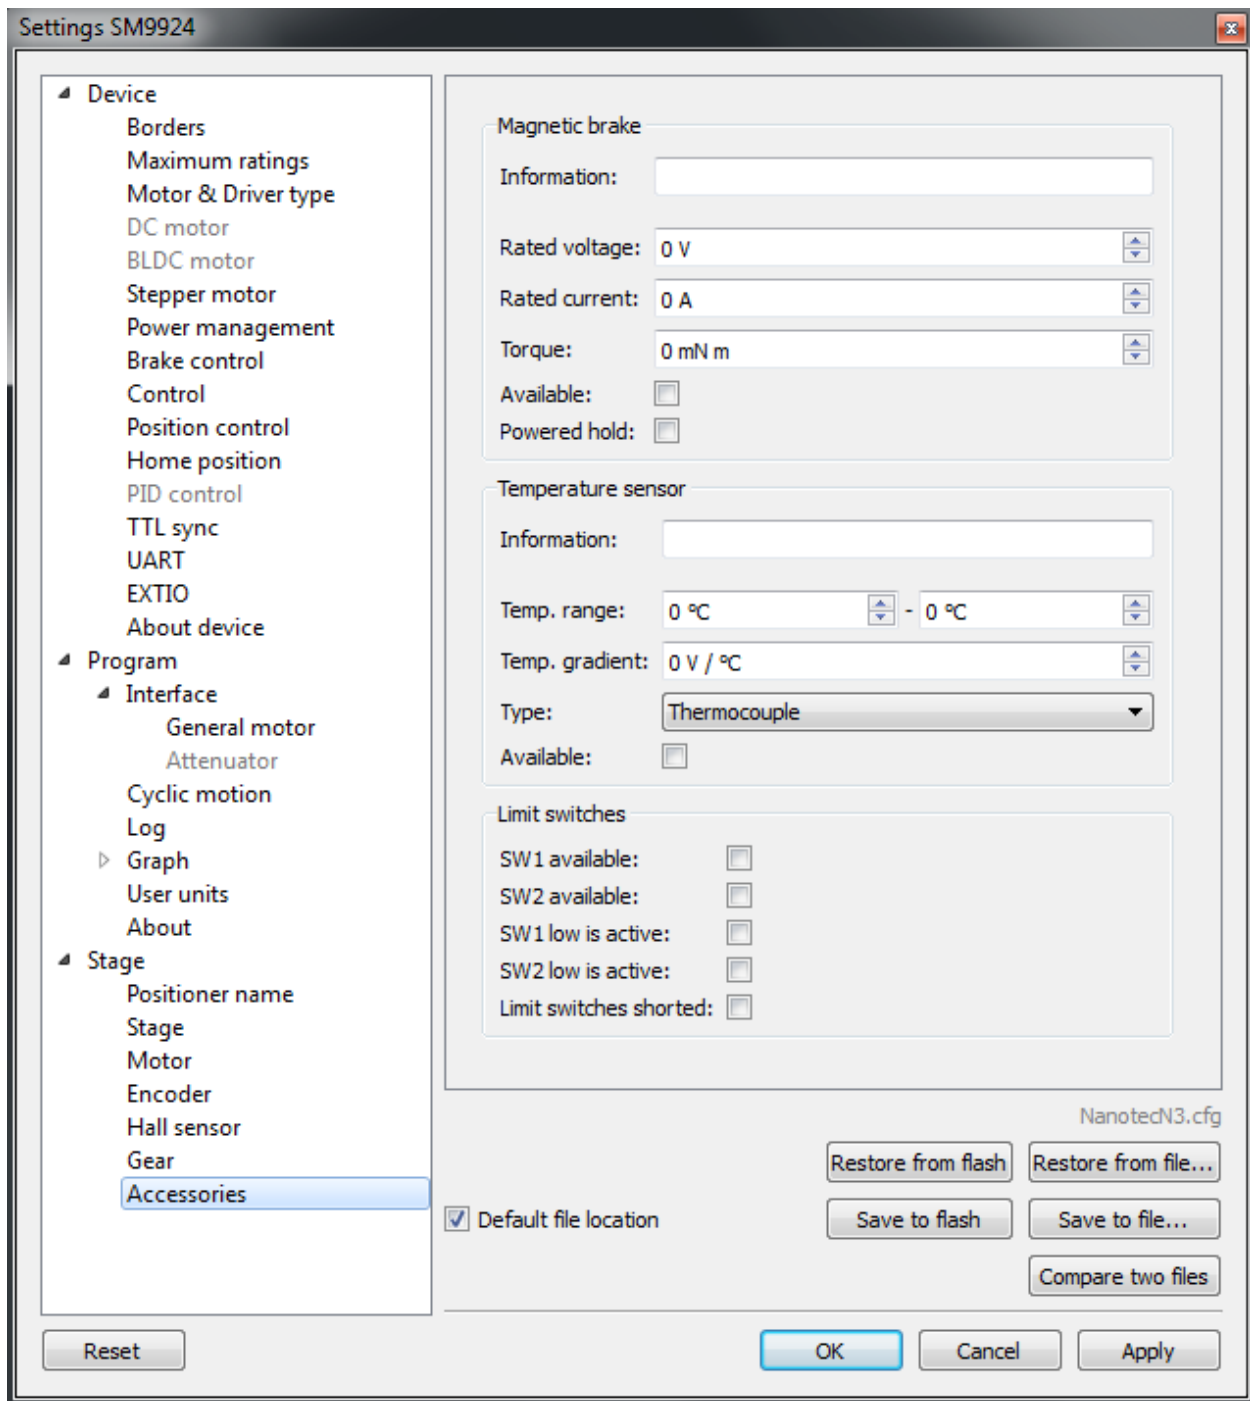 Settings SM9924
Device
Borders
Maximum ratings
Motor & Driver type
DC motor
BLDC motor
Stepper motor
Power management
Brake control
Control
Position control
Home position
PID control
TTL sync
UART
EXTIO
About device
Program
Interface
General motor
Attenuator
Cyclic motion
Log
Graph
User units
About
Stage
Positioner name
Stage
Motor
Encoder
Hall sensor
Gear
Accessories
Magnetic brake
Information:
Rated voltage: 0 V
Rated current: 0 A
Torque: 0 mN m
Available:
Powered hold:
Temperature sensor
Information:
Temp. range: 0 ºC - 0 ºC
Temp. gradient: 0 V / ºC
Type: Thermocouple
Available:
Limit switches
SW1 available:
SW2 available:
SW1 low is active:
SW2 low is active:
Limit switches shorted:
NanotecN3.cfg
Restore from flash Restore from file...
Default file location Save to flash Save to file...
Compare two files
Reset OK Cancel Apply